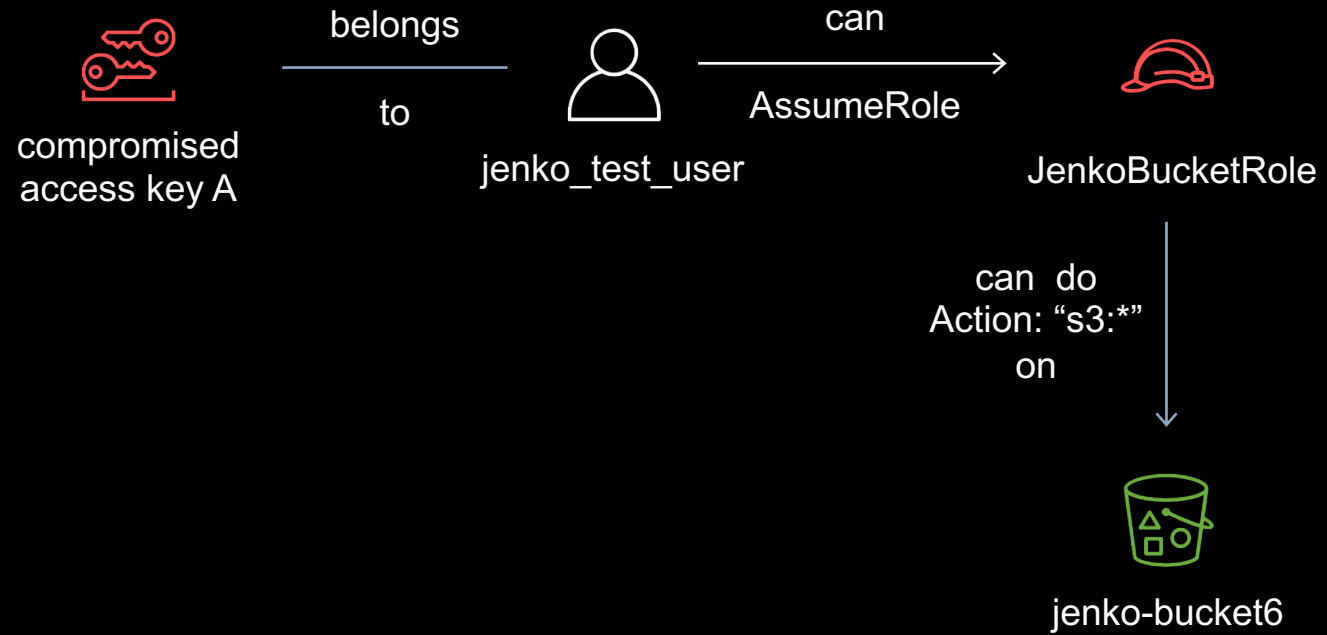 belongs
to
can
AssumeRole
compromised
access key A
jenko_test_user
JenkoBucketRole
can  do
Action: “s3:*”
on
jenko-bucket6